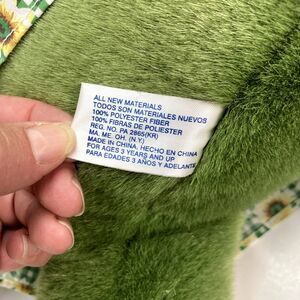 ALL NEW MATERIALS
TODOS SON MATERIALES NUEVOS
100% POLYESTER FIBER
100% FIBRAS DE POLIESTER
REG. NO. PA 2865(KR)
MA. ME. OH. (N.Y.)
MADE IN CHINA, HECHO EN CHINA
FOR AGES 3 YEARS AND UP
PARA EDADES 3 AÑOS Y ADELANTE